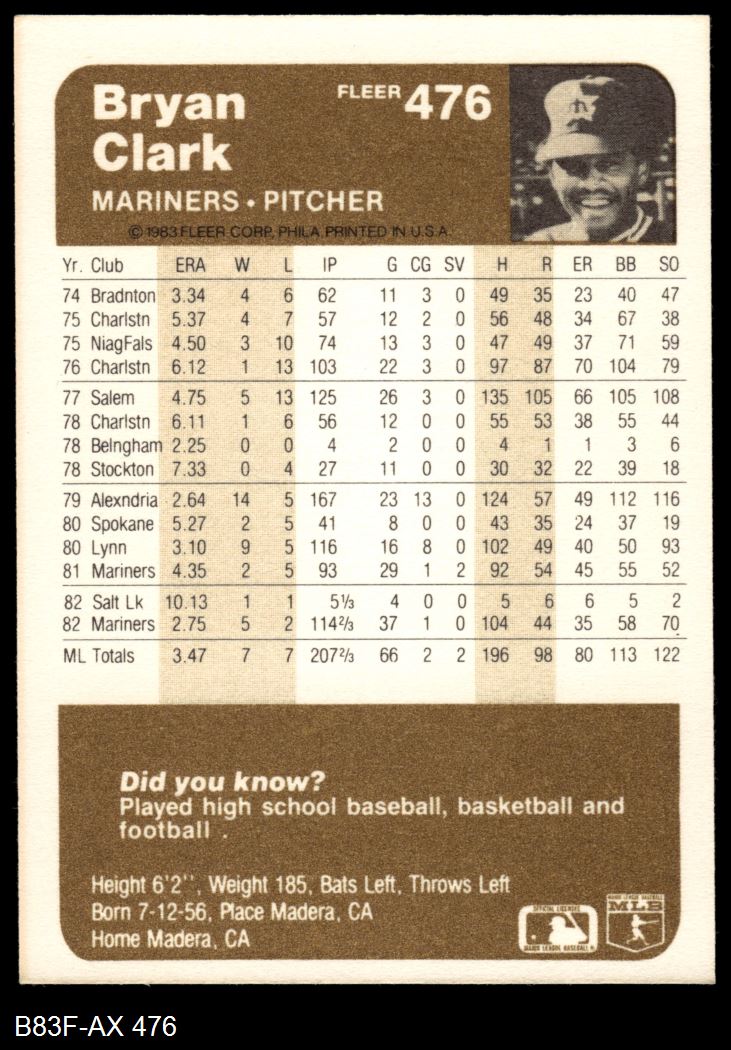 Bryan
Clark
FLEER 476
MARINERS • PITCHER
© 1983 FLEER CORP., PHILA. PRINTED IN U.S.A.
Yr. Club ERA W L IP G CG SV H R ER BB SO
74 Bradnton 3.34 4 6 62 11 3 0 49 35 23 40 47
75 Charlstn 5.37 4 7 57 12 2 0 56 48 34 67 38
75 NiagFals 4.50 3 10 74 13 3 0 47 49 37 71 59
76 Charlstn 6.12 1 13 103 22 3 0 97 87 70 104 79
77 Salem 4.75 5 13 125 26 3 0 135 105 66 105 108
78 Charlstn 6.11 1 6 56 12 0 0 55 53 38 55 44
78 Belngham 2.25 0 0 4 2 0 0 4 1 1 3 6
78 Stockton 7.33 0 4 27 11 0 0 30 32 22 39 18
79 Alexndria 2.64 14 5 167 23 13 0 124 57 49 112 116
80 Spokane 5.27 2 5 41 8 0 0 43 35 24 37 19
80 Lynn 3.10 9 5 116 16 8 0 102 49 40 50 93
81 Mariners 4.35 2 5 93 29 1 2 92 54 45 55 52
82 Salt Lk 10.13 1 1 5⅓ 4 0 0 5 6 6 5 2
82 Mariners 2.75 5 2 114⅔ 37 1 0 104 44 35 58 70
ML Totals 3.47 7 7 207⅔ 66 2 2 196 98 80 113 122
Did you know?
Played high school baseball, basketball and
football .
Height 6'2'', Weight 185, Bats Left, Throws Left
Born 7-12-56, Place Madera, CA
Home Madera, CA
OFFICIAL LICENSEE
MAJOR LEAGUE BASEBALL
MAJOR LEAGUE BASEBALL
MLB
B83F-AX 476